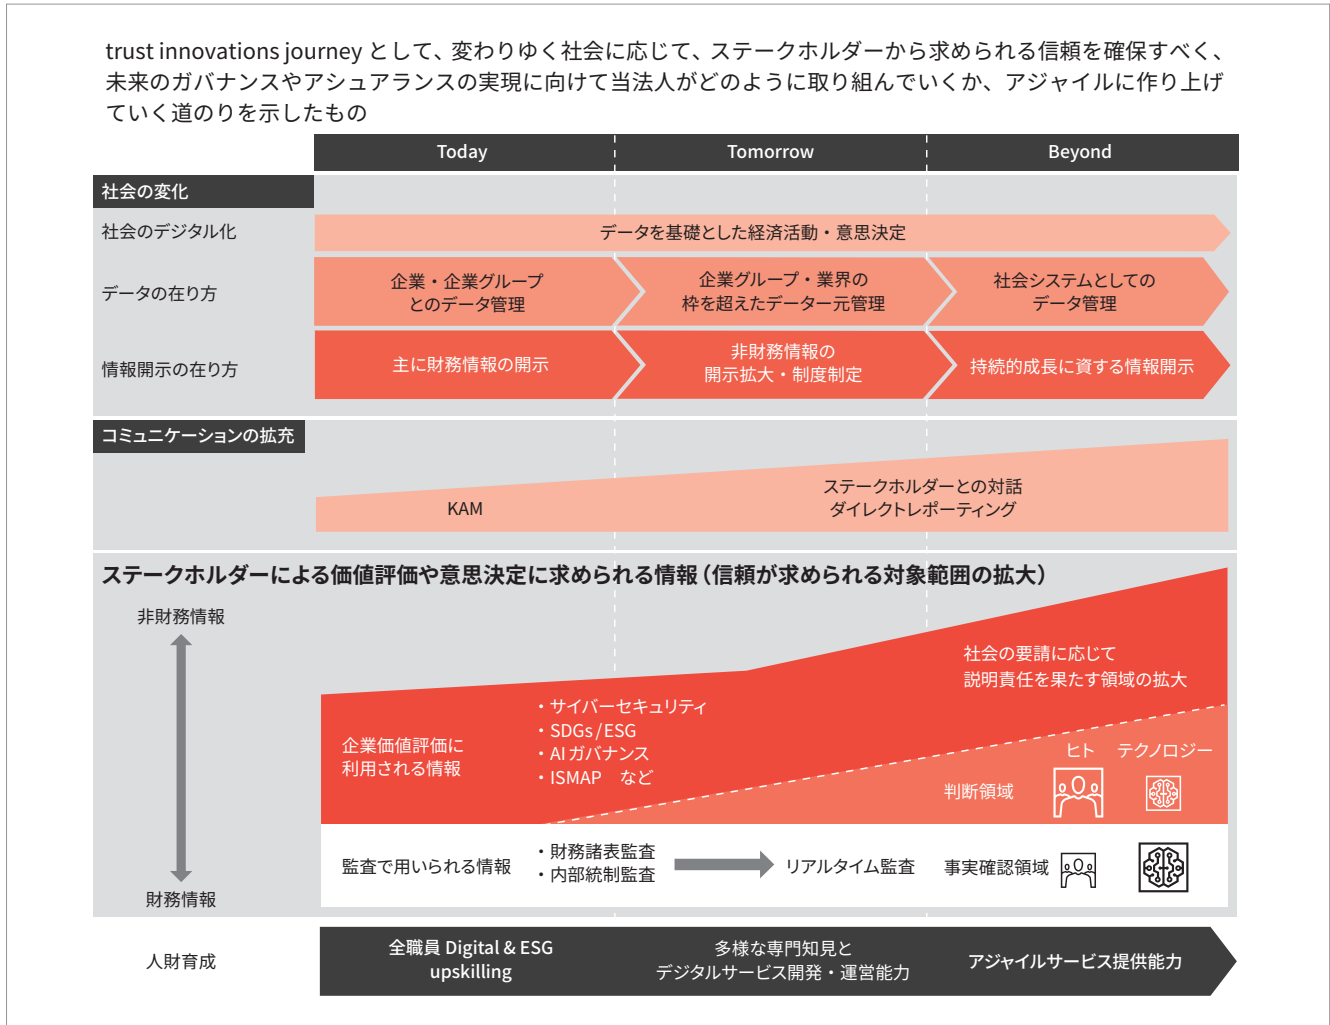 trust innovations journey として、変わりゆく社会に応じて、ステークホルダーから求められる信頼を確保すべく、
未来のガバナンスやアシュアランスの実現に向けて当法人がどのように取り組んでいくか、アジャイルに作り上げ
ていく道のりを示したもの
Today
Tomorrow
Beyond
社会の変化
社会のデジタル化
データを基礎とした経済活動・意思決定
データの在り方
企業・企業グループ
とのデータ管理
企業グループ・業界の
枠を超えたデーター元管理
社会システムとしての
データ管理
情報開示の在り方
主に財務情報の開示
非財務情報の
開示拡大・制度制定
持続的成長に資する情報開示
コミュニケーションの拡充
KAM
ステークホルダーとの対話
ダイレクトレポーティング
ステークホルダーによる価値評価や意思決定に求められる情報(信頼が求められる対象範囲の拡大)
非財務情報
財務情報
企業価値評価に
利用される情報
・サイバーセキュリティ
・SDGs/ESG
・AIガバナンス
・ISMAP など
社会の要請に応じて
説明責任を果たす領域の拡大
ヒト テクノロジー
判断領域
監査で用いられる情報
・財務諸表監査
・内部統制監査
リアルタイム監査
事実確認領域
人財育成
全職員 Digital & ESG
upskilling
多様な専門知見と
デジタルサービス開発・運営能力
アジャイルサービス提供能力